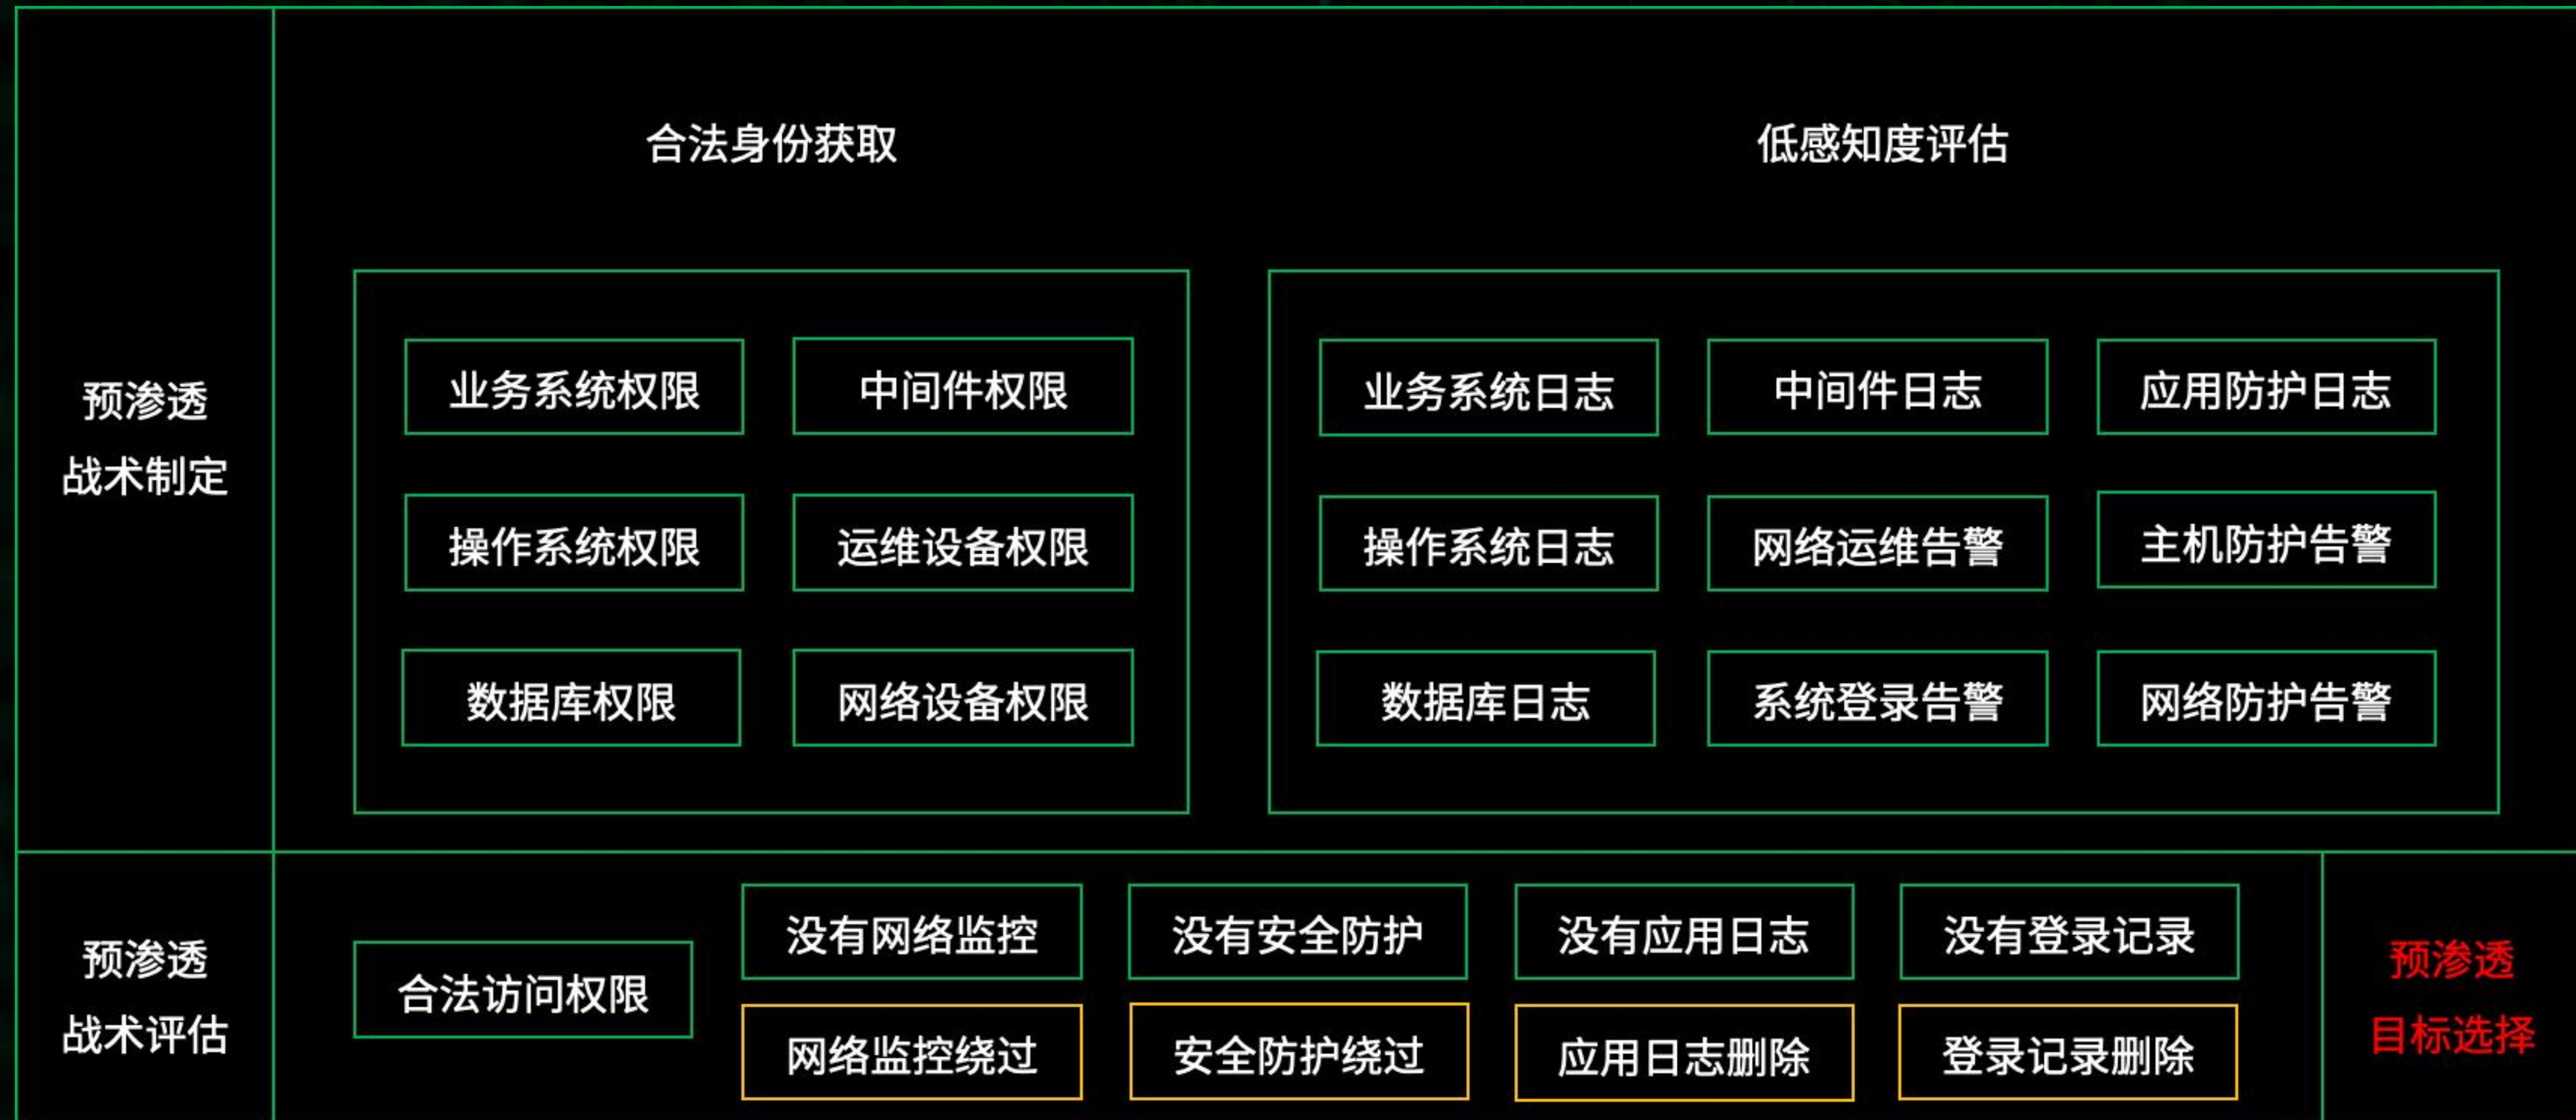 合法身份获取
低感知度评估
预渗透
战术制定
业务系统权限
中间件权限
业务系统日志
中间件日志
应用防护日志
操作系统权限
运维设备权限
操作系统日志
网络运维告警
主机防护告警
数据库权限
网络设备权限
数据库日志
系统登录告警
网络防护告警
预渗透
战术评估
合法访问权限
没有网络监控
没有安全防护
没有应用日志
没有登录记录
网络监控绕过
安全防护绕过
应用日志删除
登录记录删除
预渗透
目标选择